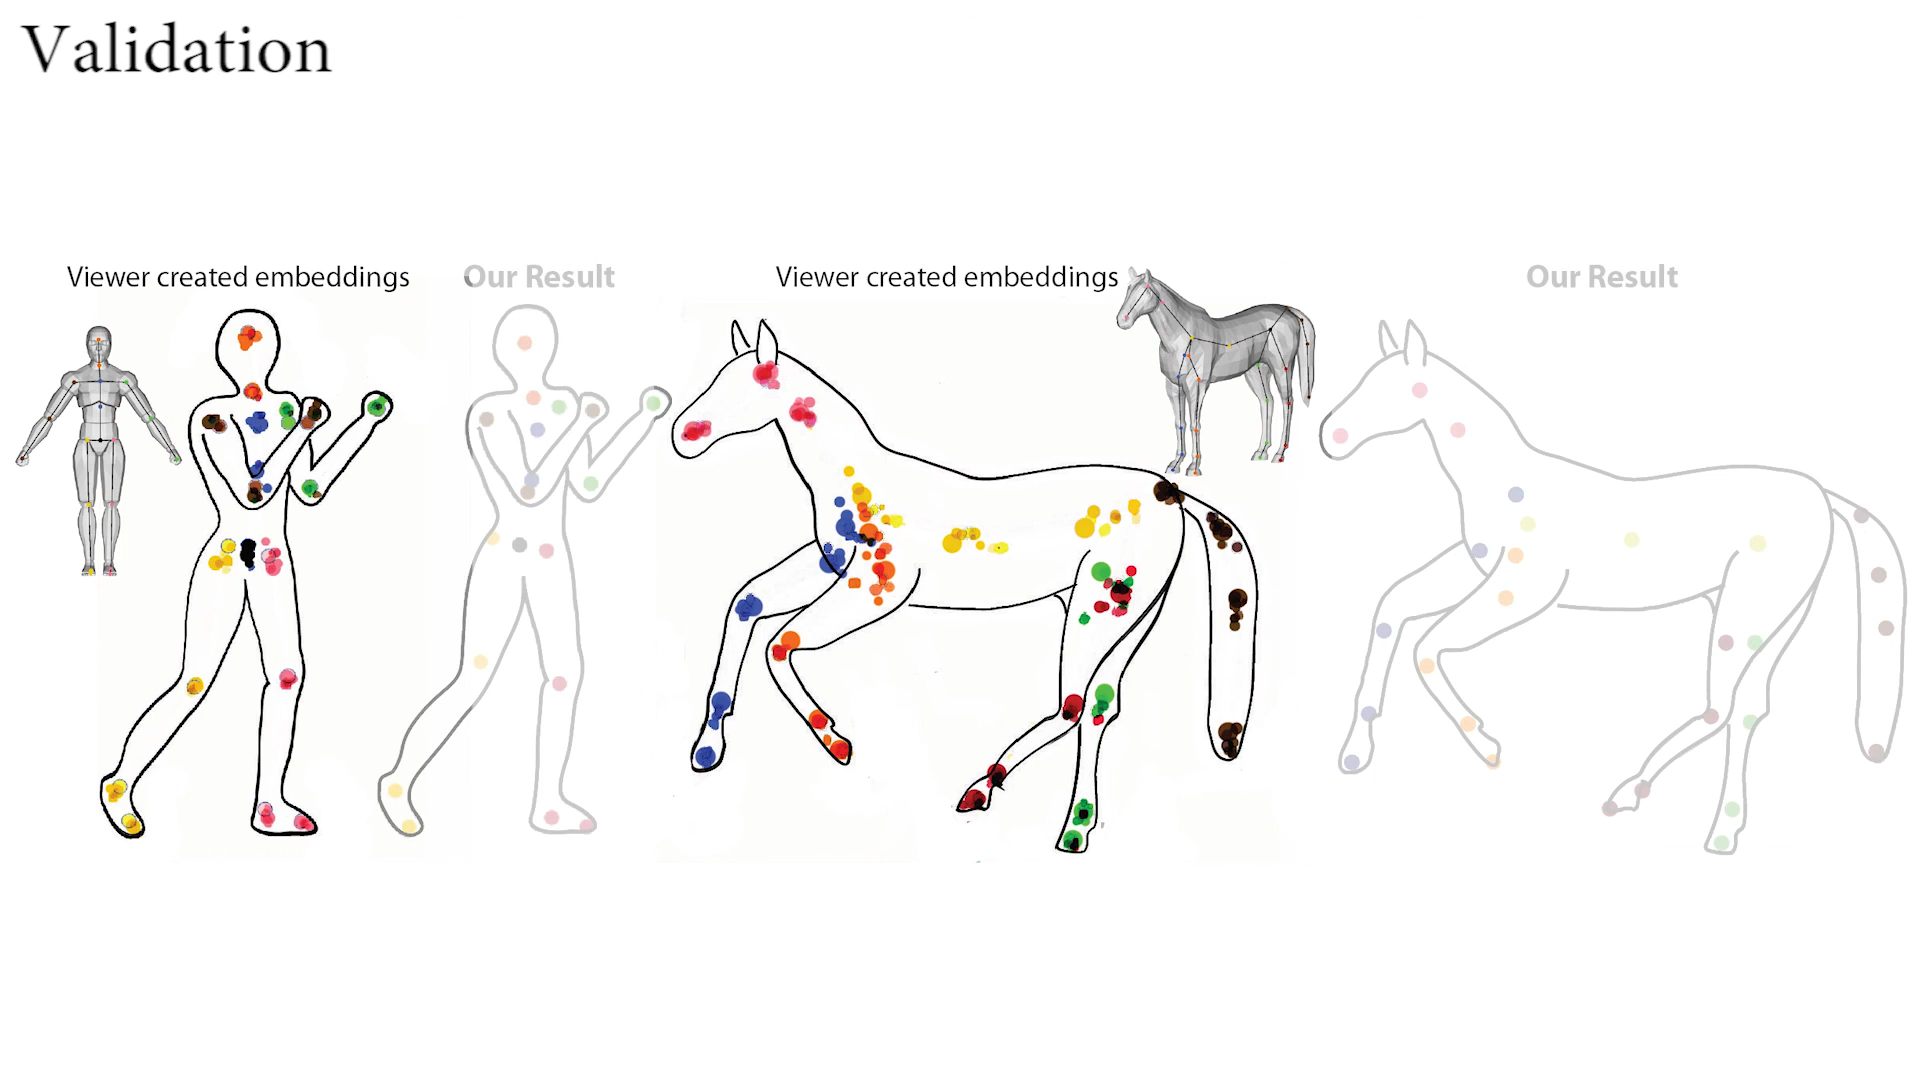 Validation
Viewer created embeddings
Our Result
Viewer created embeddings
Our Result